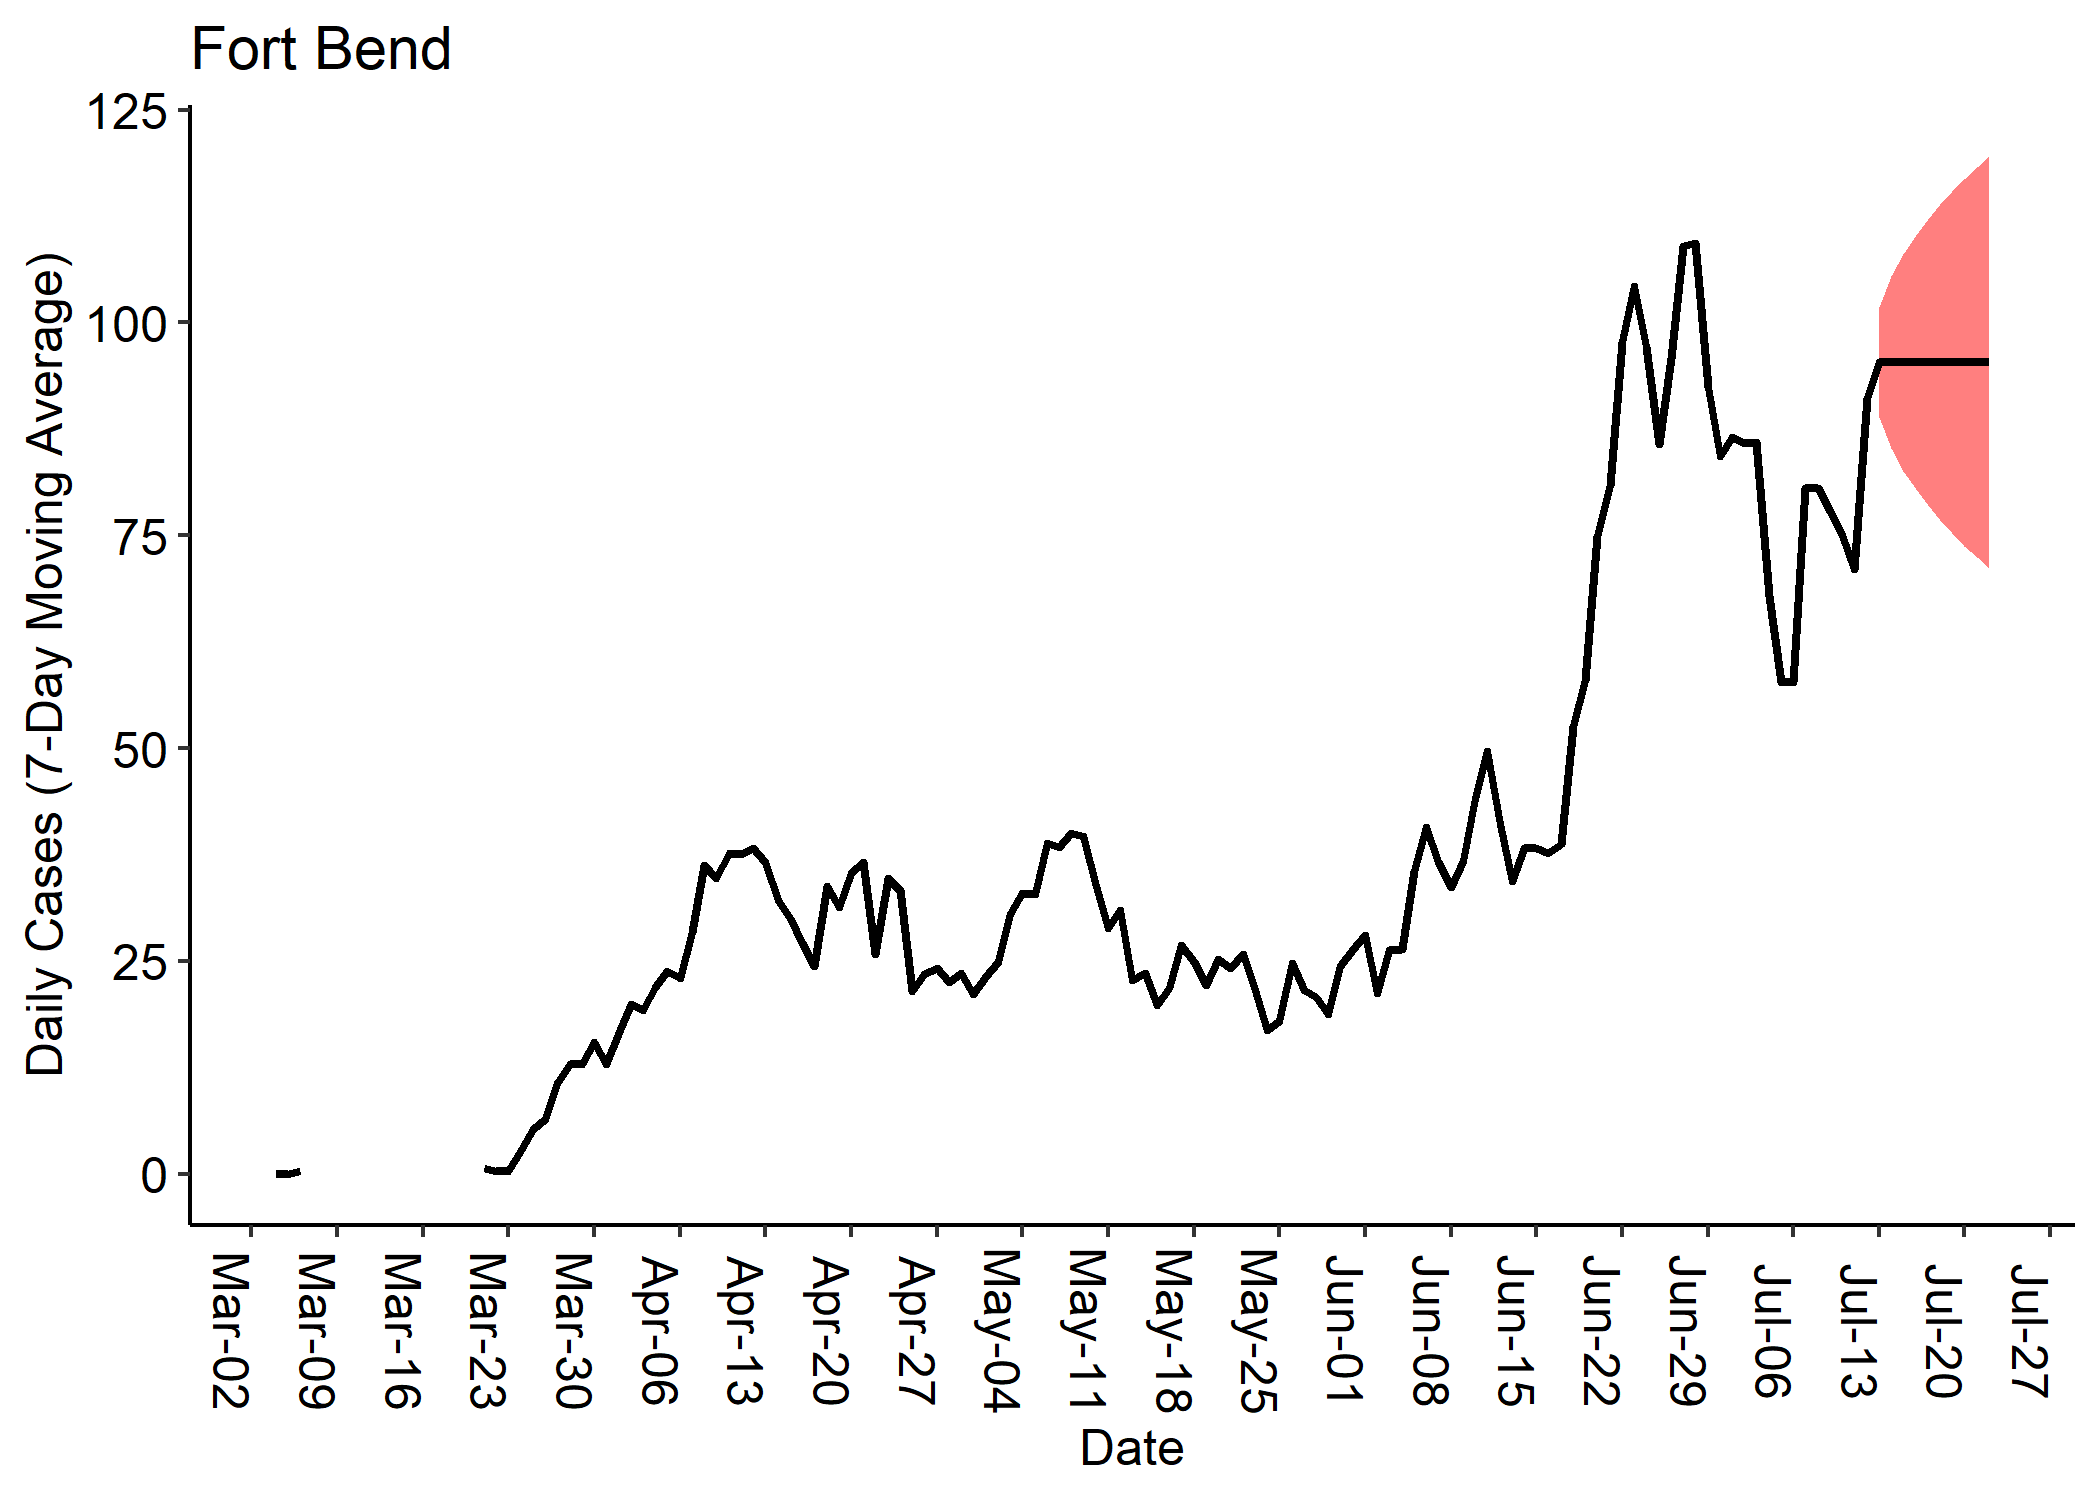 Fort Bend
Daily Cases (7-Day Moving Average)
125
100
75
50
25
0
Mar-02
Mar-09
Mar-16
Mar-23
Mar-30
Apr-06
Apr-13
Apr-20
Apr-27
May-04
May-11
May-18
May-25
Jun-01
Jun-08
Jun-15
Jun-22
Jun-29
Jul-06
Jul-13
Jul-20
Jul-27
Date